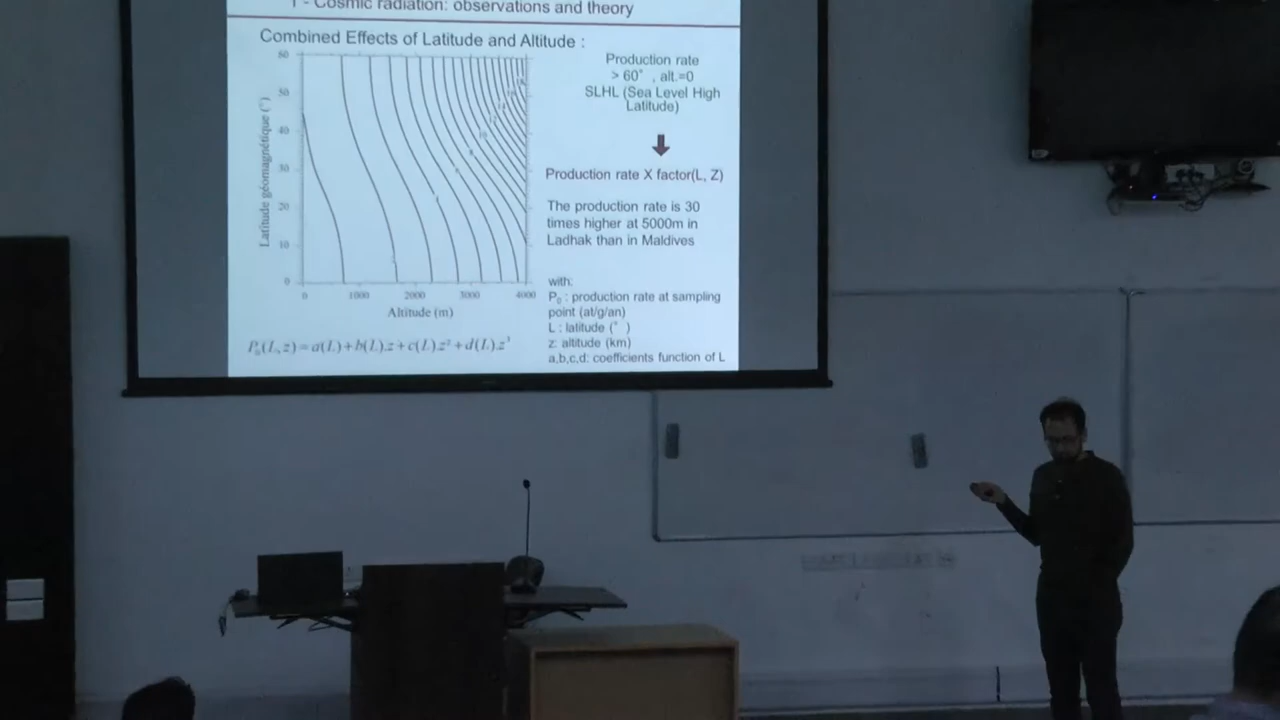 1 - Cosmic radiation: observations and theory
Combined Effects of Latitude and Altitude :
Production rate
> 60° , alt.=0
SLHL (Sea Level High
Latitude)
Production rate X factor(L, Z)
The production rate is 30
times higher at 5000m in
Ladhak than in Maldives
with:
P₀ : production rate at sampling
point (at/g/an)
L : latitude (° )
z: altitude (km)
a,b,c,d: coefficients function of L
Latitude géomagnétique (°)
60
50
40
30
20
10
0
0 1000 2000 3000 4000
Altitude (m)
P₀(L,z)=a(L)+b(L).z+c(L).z²+d(L).z³